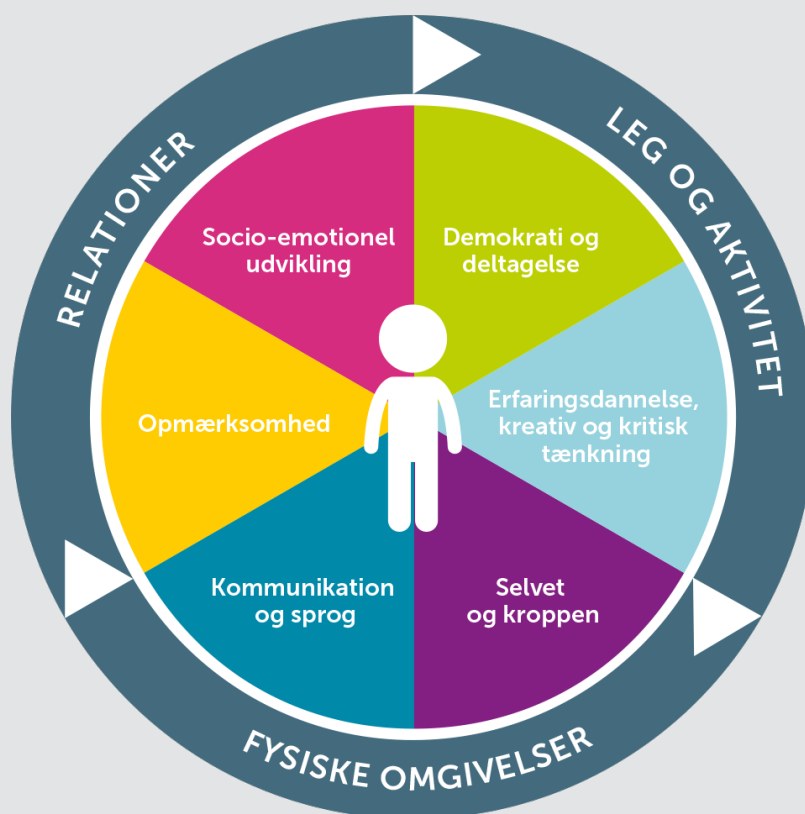 RELATIONER
LEG OG AKTIVITET
Socio-emotionel
udvikling
Demokrati og
deltagelse
Opmærksomhed
Erfaringsdannelse,
kreativ og kritisk
tænkning
Kommunikation
og sprog
Selvet
og kroppen
FYSISKE OMGIVELSER